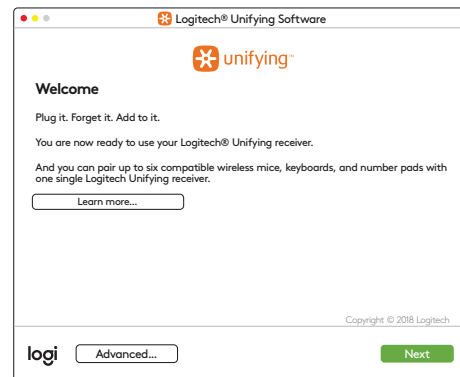 Logitech® Unifying Software
unifying™
Welcome
Plug it. Forget it. Add to it.
You are now ready to use your Logitech® Unifying receiver.
And you can pair up to six compatible wireless mice, keyboards, and number pads with
one single Logitech Unifying receiver.
Learn more...
Copyright © 2018 Logitech
logi
Advanced...
Next